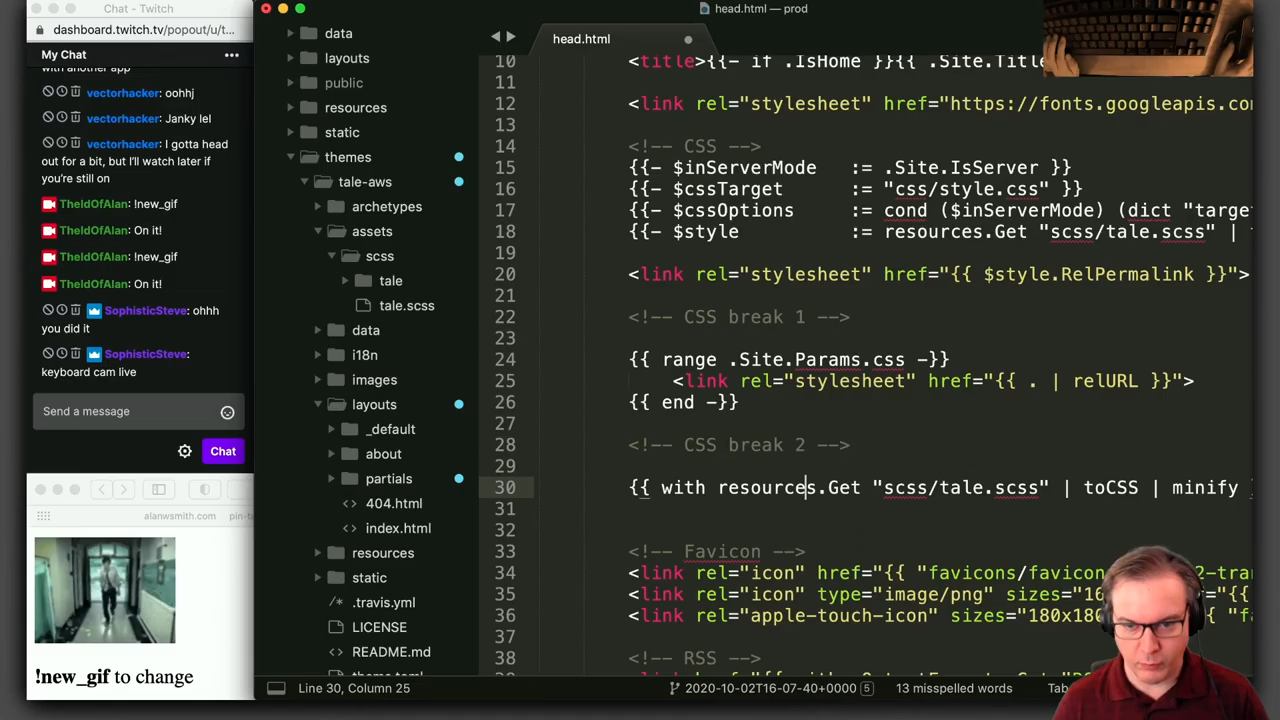 Chat - Twitch
dashboard.twitch.tv/popout/u/t...
My Chat
with another app
vectorhacker: oohhj
vectorhacker: Janky lel
vectorhacker: I gotta head
out for a bit, but I'll watch later if
you're still on
TheIdOfAlan: !new_gif
TheIdOfAlan: On it!
TheIdOfAlan: !new_gif
TheIdOfAlan: On it!
SophisticSteve: ohhh
you did it
SophisticSteve:
keyboard cam live
Send a message
Chat
alanwsmith.com
pin-ta
!new_gif to change
head.html — prod
data
layouts
public
resources
static
themes
tale-aws
archetypes
assets
scss
tale
tale.scss
data
i18n
images
layouts
_default
about
partials
404.html
index.html
resources
static
.travis.yml
LICENSE
README.md
theme.toml
head.html
10 <title>{{- if .IsHome }}{{ .Site.Title
11
12 <link rel="stylesheet" href="https://fonts.googleapis.com
13
14 <!-- CSS -->
15 {{- $inServerMode := .Site.IsServer }}
16 {{- $cssTarget := "css/style.css" }}
17 {{- $cssOptions := cond ($inServerMode) (dict "target
18 {{- $style := resources.Get "scss/tale.scss" |
19
20 <link rel="stylesheet" href="{{ $style.RelPermalink }}">
21
22 <!-- CSS break 1 -->
23
24 {{ range .Site.Params.css -}}
25 <link rel="stylesheet" href="{{ . | relURL }}">
26 {{ end -}}
27
28 <!-- CSS break 2 -->
29
30 {{ with resources.Get "scss/tale.scss" | toCSS | minify
31
32
33 <!-- Favicon -->
34 <link rel="icon" href="{{ "favicons/favicon 2-tran
35 <link rel="icon" type="image/png" sizes="16
36 <link rel="apple-touch-icon" sizes="180x180
37
38 <!-- RSS -->
Line 30, Column 25
2020-10-02T16-07-40+0000 5
13 misspelled words
Tab